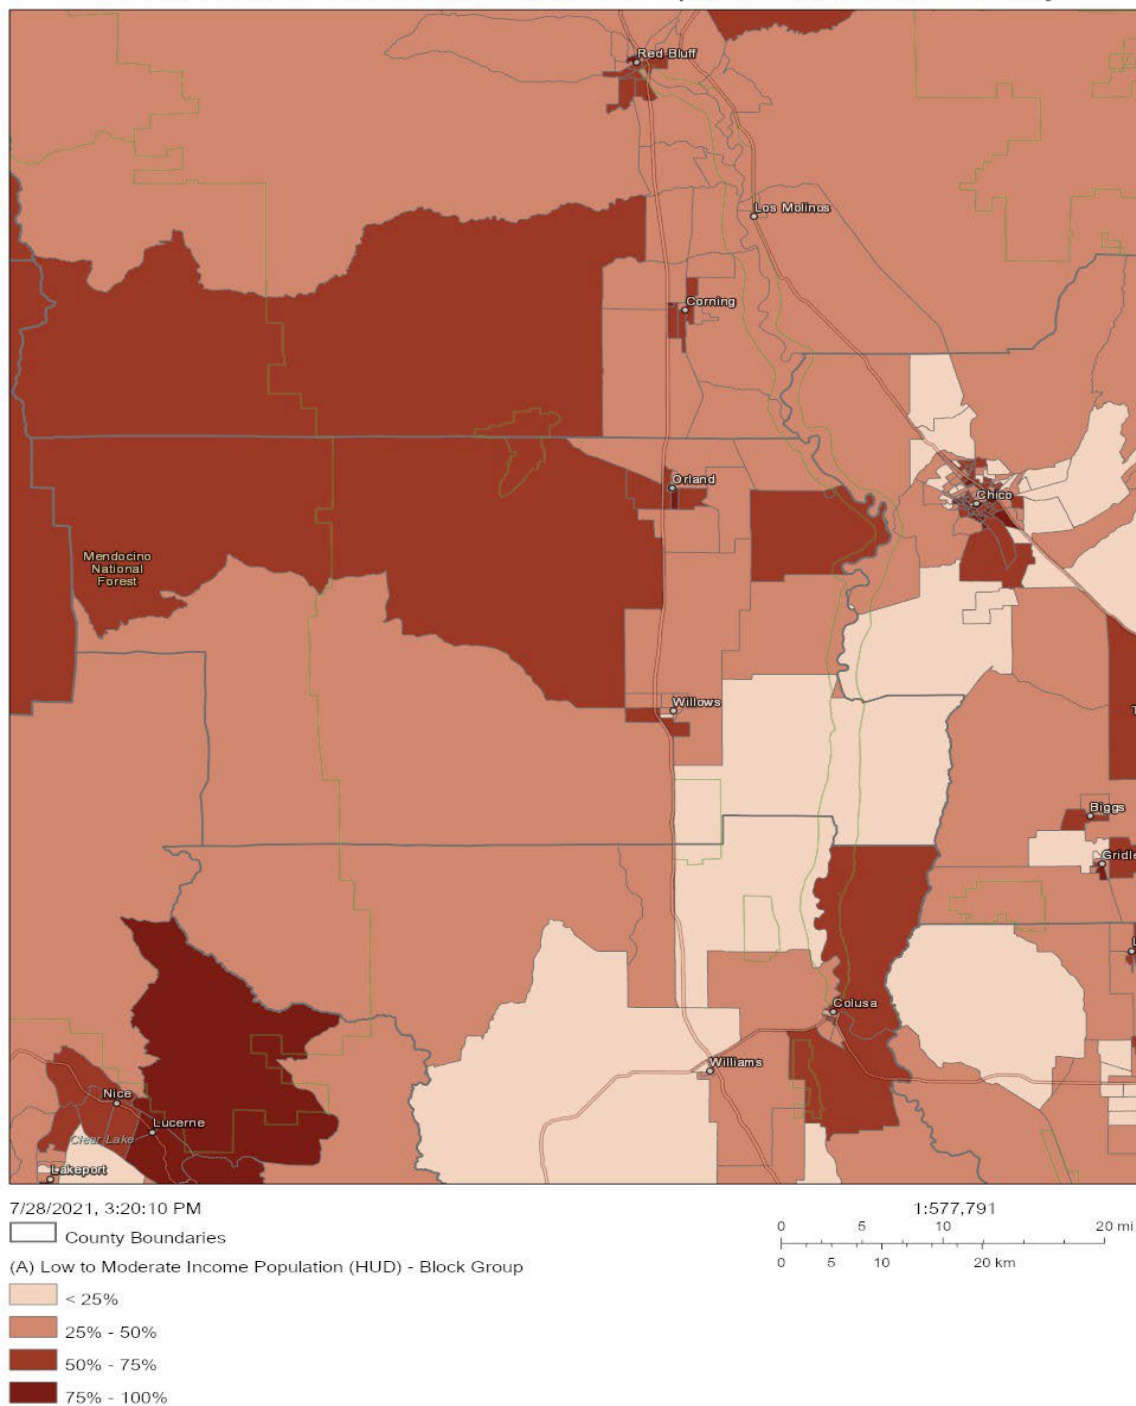 Red Bluff
Los Molinos
Corning
Orland
Chico
Mendocino
National
Forest
Willows
T
Biggs
Gridle
Colusa
Williams
Nice
Lucerne
Clear Lake
Lakeport
7/28/2021, 3:20:10 PM
1:577,791
County Boundaries
0 5 10 20 mi
0 5 10 20 km
(A) Low to Moderate Income Population (HUD) - Block Group
< 25%
25% - 50%
50% - 75%
75% - 100%